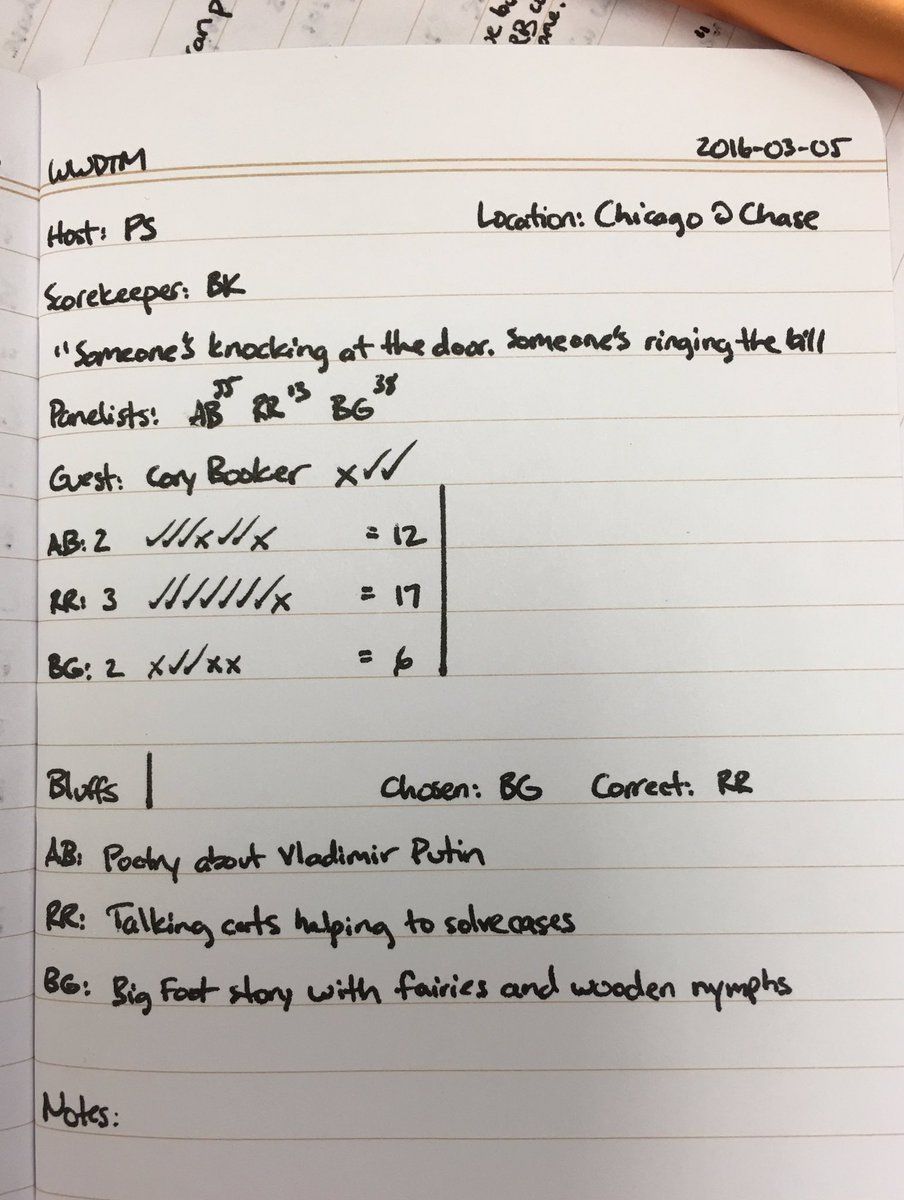 WWDTM 2016-03-05
Host: PS Location: Chicago @ Chase
Scorekeeper: BK
"Someone's knocking at the door. Someone's ringing the bill
Panelists: AB RR '13 BG 38
Guest: Cory Booker x✓✓
AB: 2 ✓✓✓x✓✓x = 12
RR: 3 ✓✓✓✓✓✓✓x = 17
BG: 2 x✓✓xx = 6
Bluffs | Chosen: BG Correct: RR
AB: Poetry about Vladimir Putin
RR: Talking cats helping to solve cases
BG: Big Foot story with fairies and wooden nymphs
Notes: